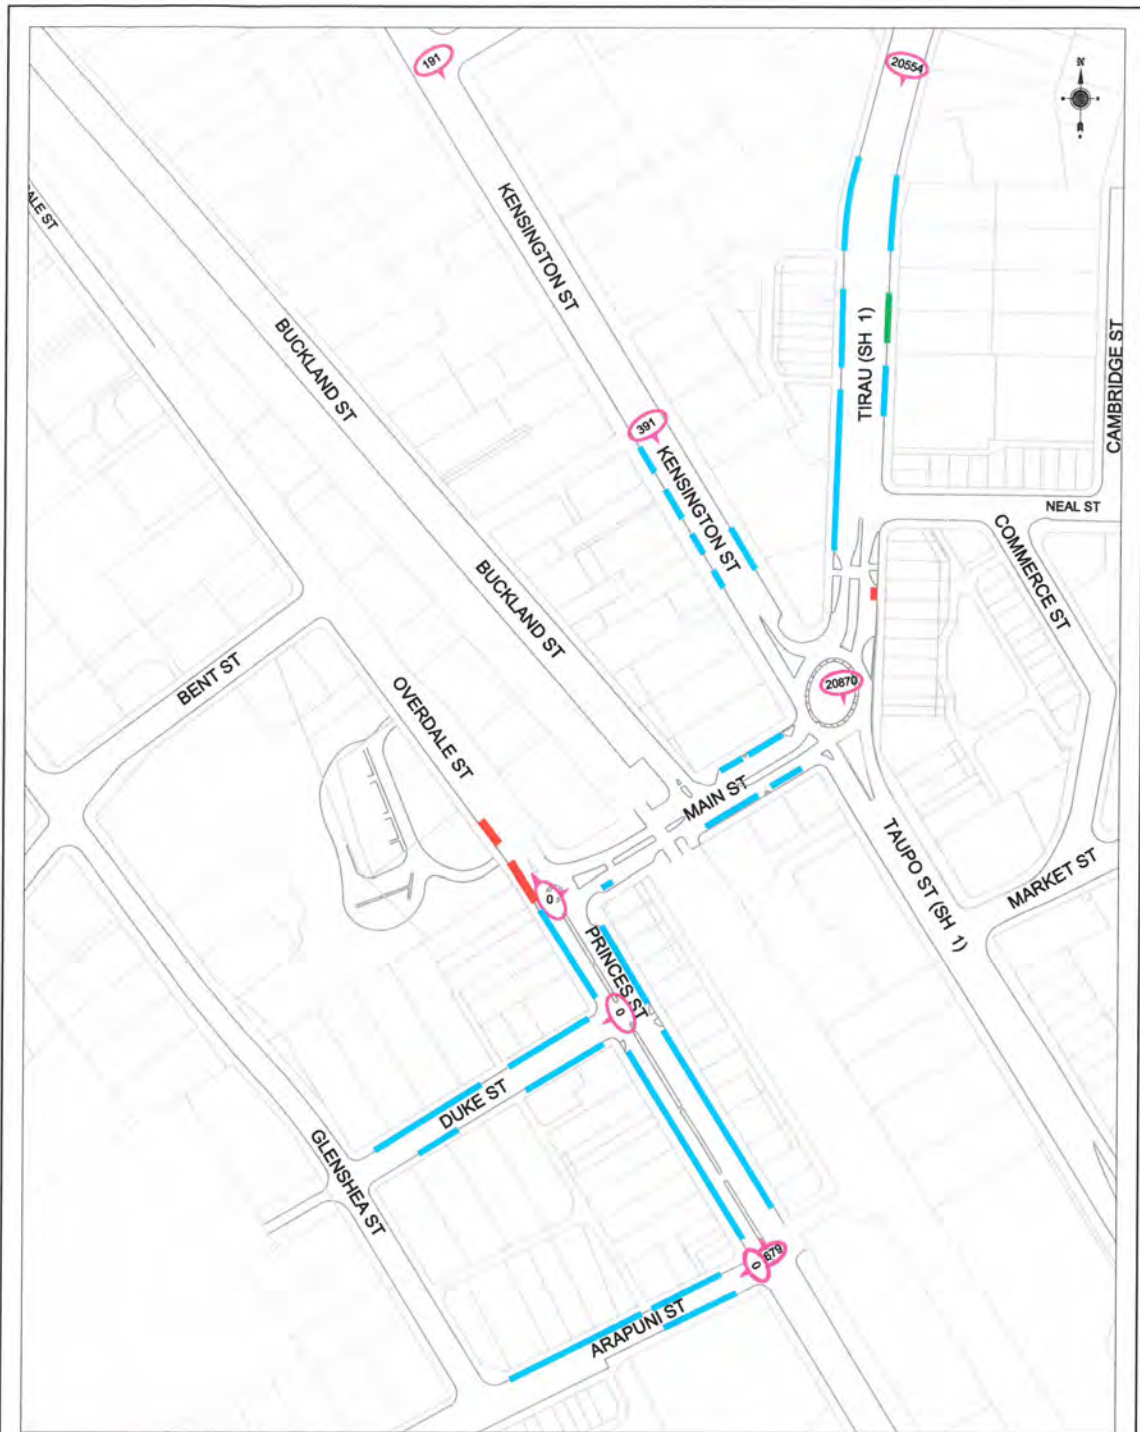 191
20554
N
KENSINGTON ST
ALE ST
BUCKLAND ST
TIRAU (SH 1)
CAMBRIDGE ST
391
KENSINGTON ST
NEAL ST
COMMERCE ST
BUCKLAND ST
BENT ST
20870
OVERDALE ST
MAIN ST
TAUPO ST (SH 1)
MARKET ST
0
PRINCES ST
0
DUKE ST
GLENSHEA ST
679
0
ARAPUNI ST